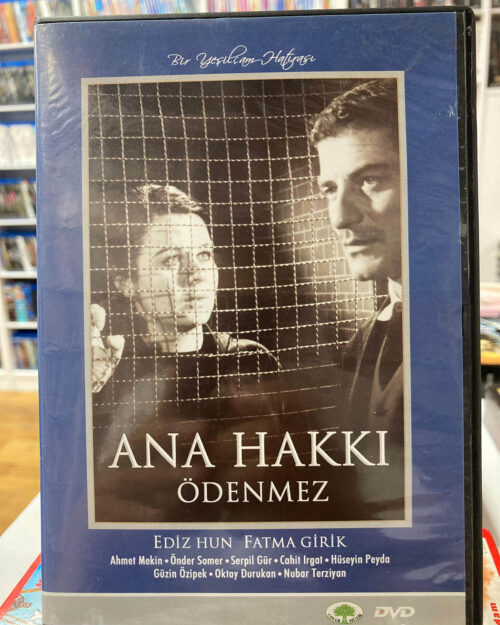 Bir Yeşilçam Hatırası
ANA HAKKI
ÖDENMEZ
EDİZ HUN FATMA GİRİK
Ahmet Mekin • Önder Somer • Serpil Gür • Cahit Irgat • Hüseyin Peyda
Güzin Özipek • Oktay Durukan • Nubar Terziyan
DVD